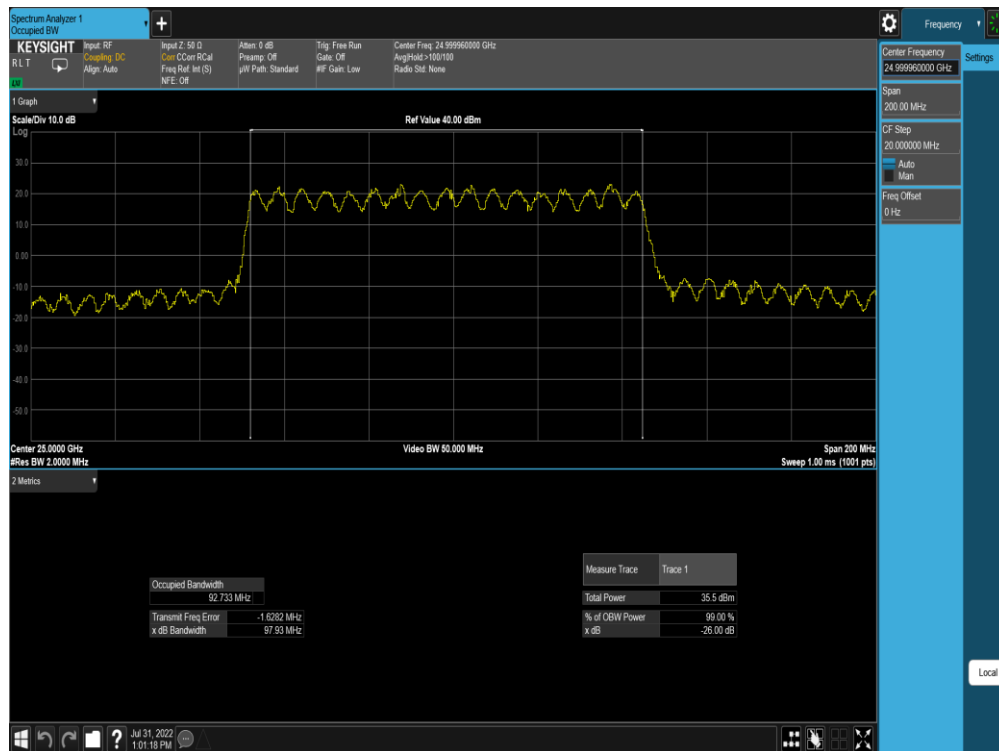 Spectrum Analyzer 1
Occupied BW
+
Frequency
KEYSIGHT
R L T
LXI
Input: RF
Coupling: DC
Align: Auto
Input Z: 50 Ω
Corr CCorr RCal
Freq Ref: Int (S)
NFE: Off
Atten: 0 dB
Preamp: Off
µW Path: Standard
Trig: Free Run
Gate: Off
#IF Gain: Low
Center Freq: 24.999960000 GHz
Avg|Hold:>100/100
Radio Std: None
Center Frequency
24.999960000 GHz
Settings
Span
200.00 MHz
CF Step
20.000000 MHz
Auto
Man
Freq Offset
0 Hz
1 Graph
Scale/Div 10.0 dB
Ref Value 40.00 dBm
Log
30.0
20.0
10.0
0.00
-10.0
-20.0
-30.0
-40.0
-50.0
Center 25.0000 GHz
Video BW 50.000 MHz
Span 200 MHz
#Res BW 2.0000 MHz
Sweep 1.00 ms (1001 pts)
2 Metrics
Measure Trace Trace 1
Occupied Bandwidth
92.733 MHz
Total Power 35.5 dBm
Transmit Freq Error -1.6282 MHz
% of OBW Power 99.00 %
x dB Bandwidth 97.93 MHz
x dB -26.00 dB
Local
?
Jul 31, 2022
1:01:18 PM